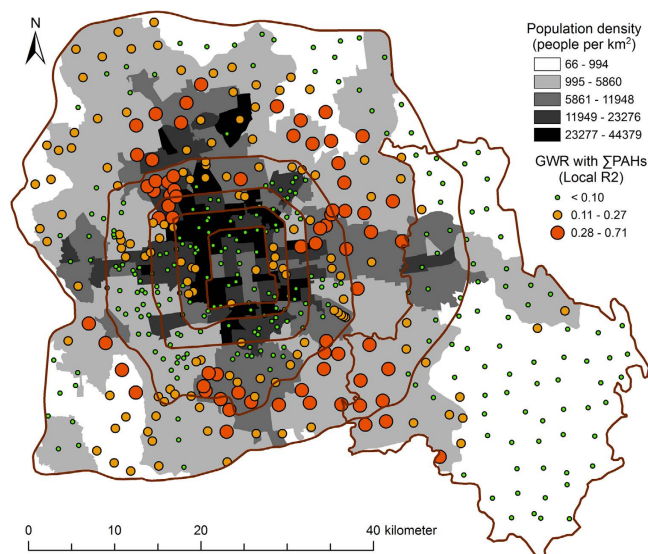 N
Population density
(people per km²)
66 - 994
995 - 5860
5861 - 11948
11949 - 23276
23277 - 44379
GWR with ∑PAHs
(Local R2)
< 0.10
0.11 - 0.27
0.28 - 0.71
0 10 20 40 kilometer